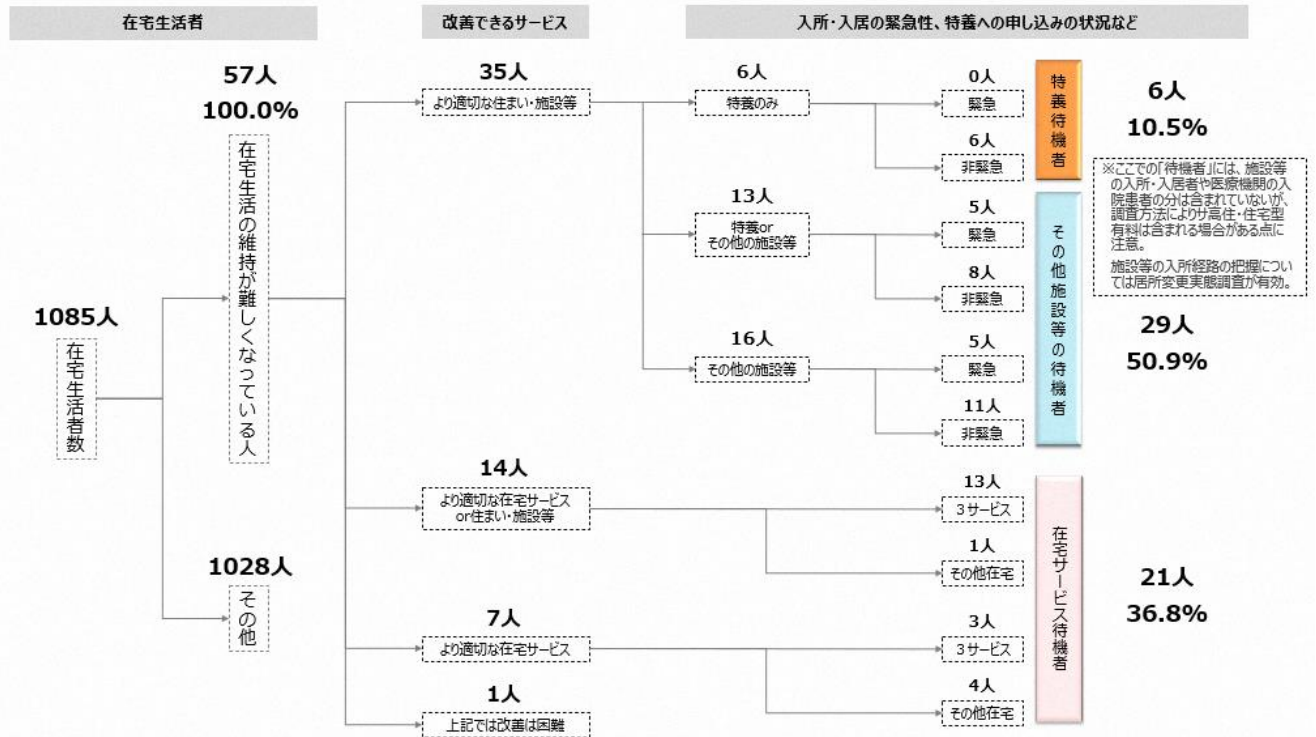 在宅生活者
改善できるサービス
入所・入居の緊急性、特養への申し込みの状況など
1085人
在宅生活者数
57人
100.0%
在宅生活の維持が難しくなっている人
1028人
その他
35人
より適切な住まい・施設等
14人
より適切な在宅サービス
or住まい・施設等
7人
より適切な在宅サービス
1人
上記では改善は困難
6人
特養のみ
13人
特養or
その他の施設等
16人
その他の施設等
0人
緊急
6人
非緊急
5人
緊急
8人
非緊急
5人
緊急
11人
非緊急
13人
3サービス
1人
その他在宅
3人
3サービス
4人
その他在宅
特養待機者
6人
10.5%
※ここでの「待機者」には、施設等
の入所・入居者や医療機関の入
院患者の分は含まれていないが、
調査方法によりサ高住・住宅型
有料は含まれる場合がある点に
注意。
施設等の入所経路の把握につい
ては居所変更実態調査が有効。
その他施設等の待機者
29人
50.9%
在宅サービス待機者
21人
36.8%